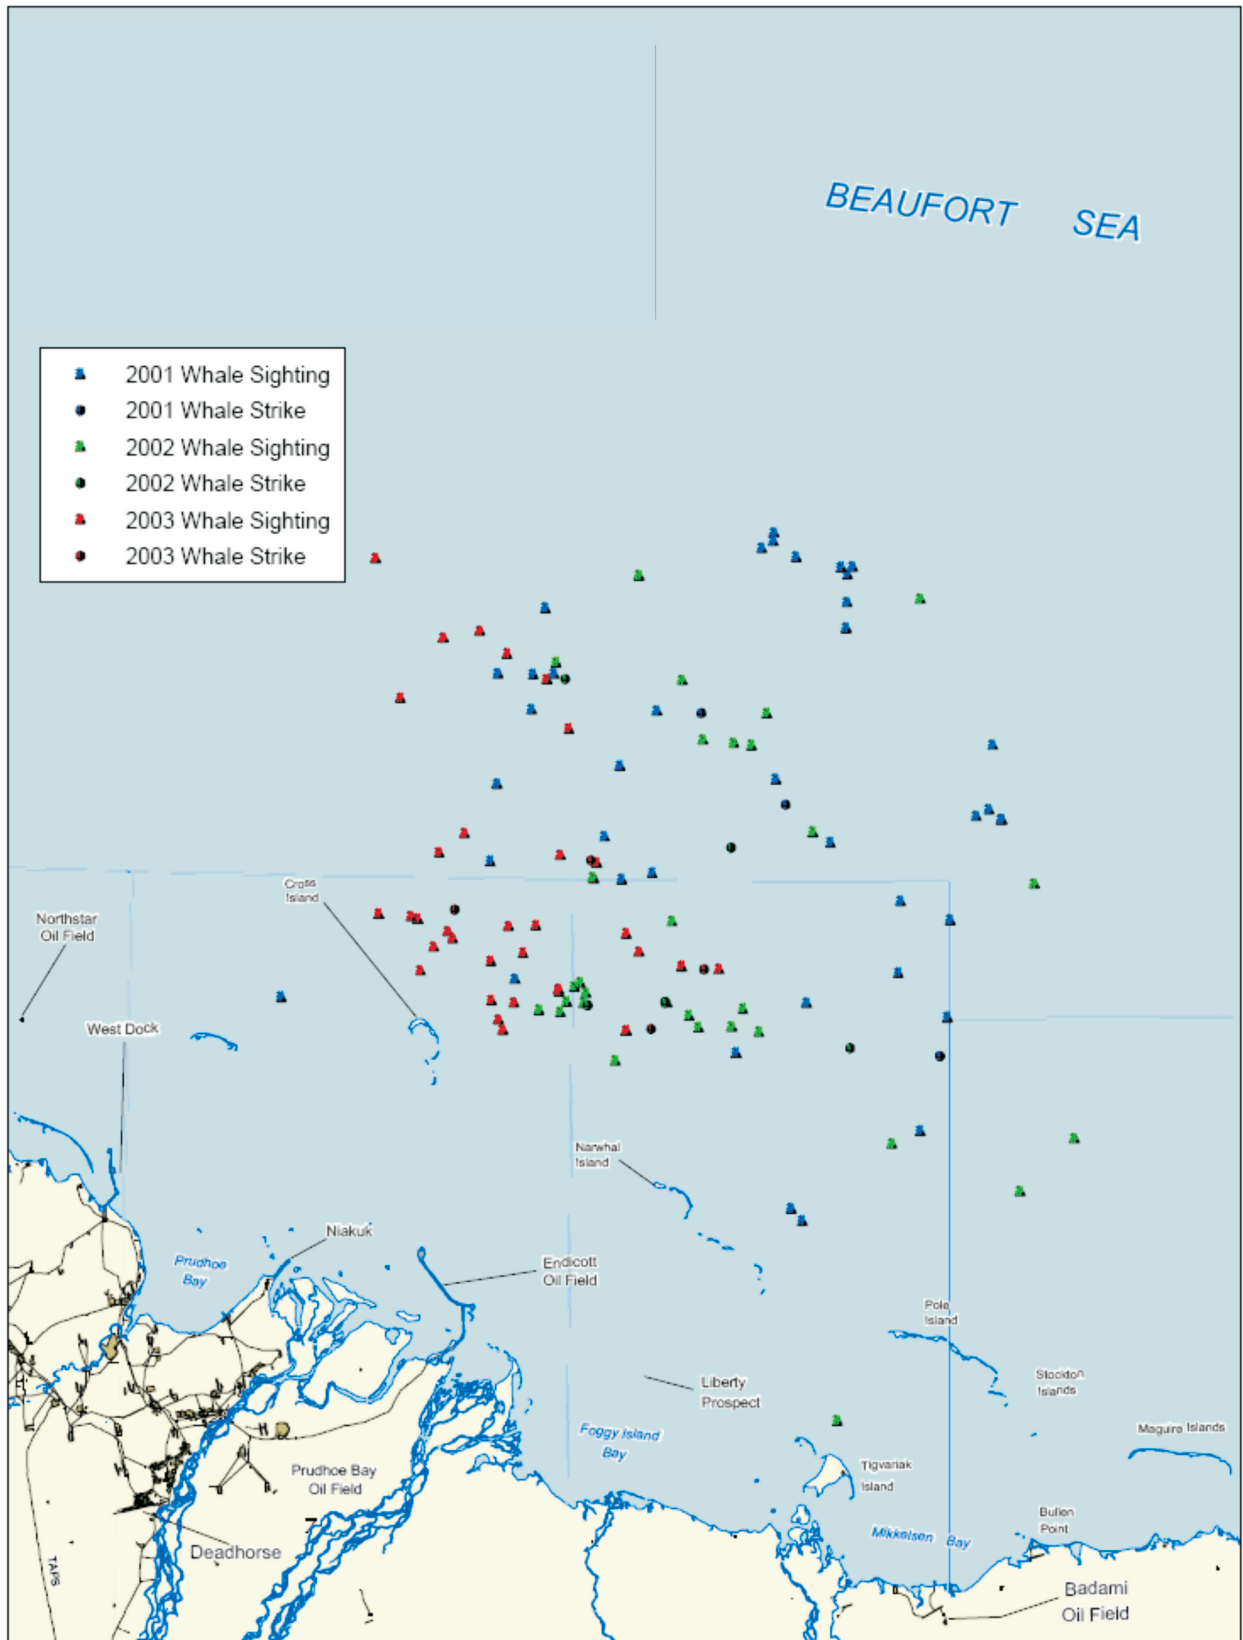 BEAUFORT SEA
2001 Whale Sighting
2001 Whale Strike
2002 Whale Sighting
2002 Whale Strike
2003 Whale Sighting
2003 Whale Strike
Cross
Island
Northstar
Oil Field
West Dock
Narwhal
Island
Niakuk
Prudhoe
Bay
Endicott
Oil Field
Pole
Island
Stockton
Islands
Liberty
Prospect
Maguire Islands
Foggy Island
Bay
Prudhoe Bay
Oil Field
Tigvariak
Island
Bullen
Point
Mikkelsen Bay
Deadhorse
TAPS
Badami
Oil Field